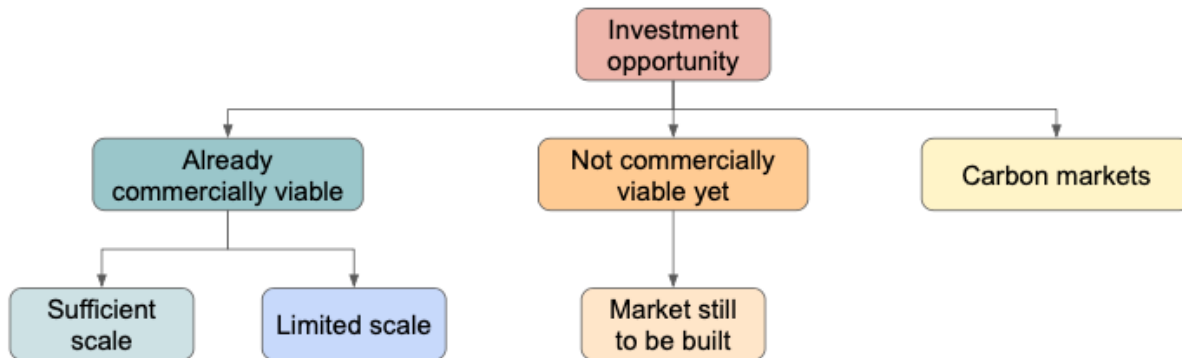 Investment
opportunity
Already
commercially viable
Not commercially
viable yet
Carbon markets
Sufficient
scale
Limited scale
Market still
to be built